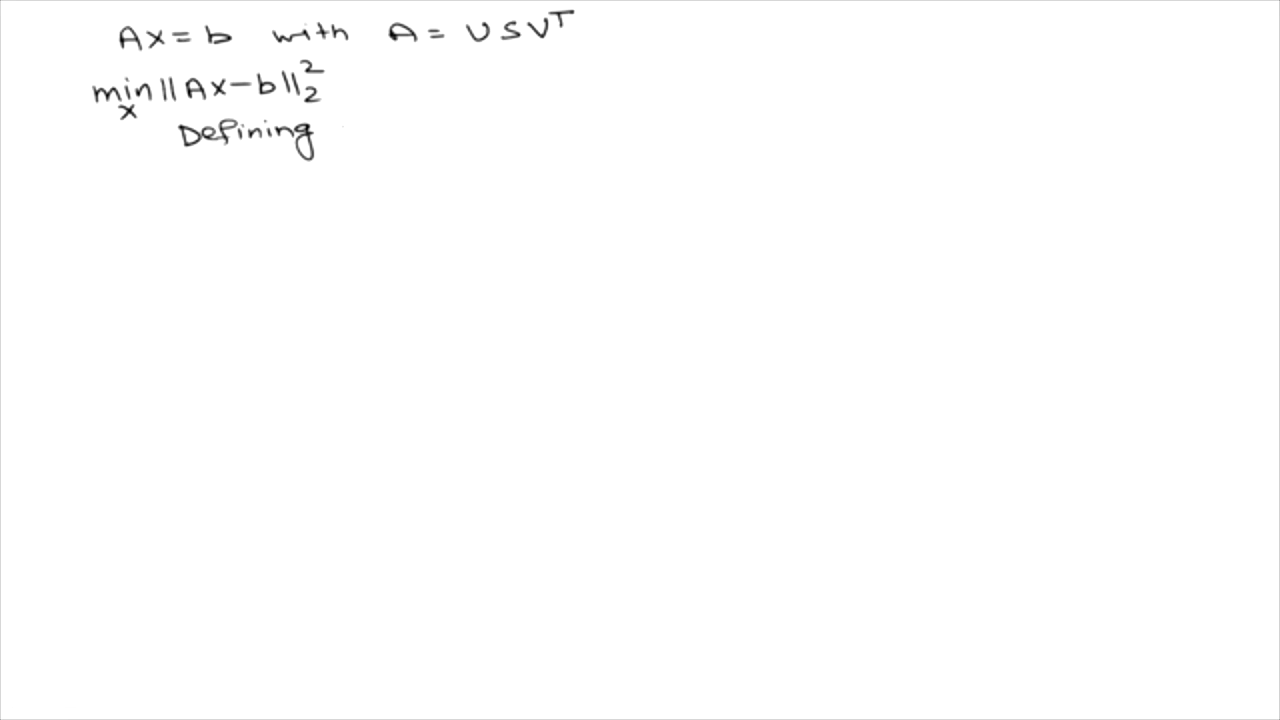 Ax = b with A = USV^T
min_x ||Ax - b||_2^2
Defining